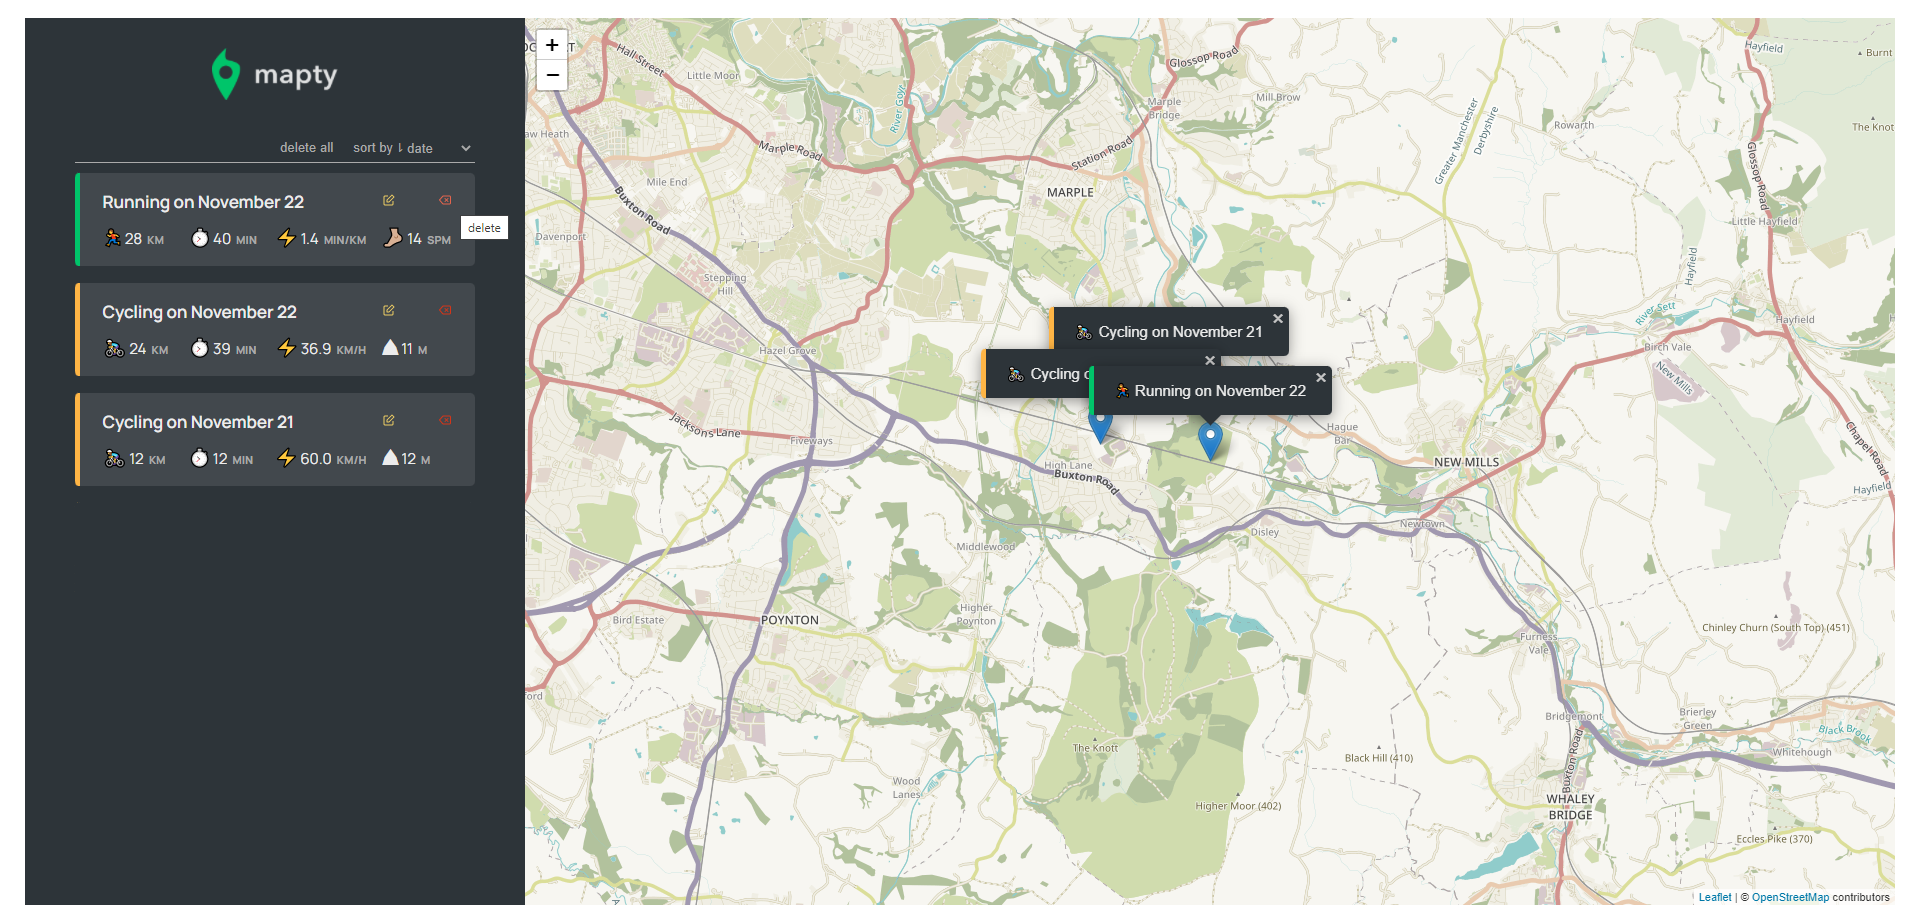 mapty
delete all
sort by ⇂ date
Running on November 22
28 KM
40 MIN
1.4 MIN/KM
14 SPM
delete
Cycling on November 22
24 KM
39 MIN
36.9 KM/H
11 M
Cycling on November 21
12 KM
12 MIN
60.0 KM/H
12 M
+
−
Hall Street
Little Moor
River Goyt
Glossop Road
Hayfield
Burnt
Marple
Bridge
Mill Brow
Greater Manchester
Derbyshire
Rowarth
The Knot
aw Heath
Marple Road
Station Road
Glossop Road
Mile End
Buxton Road
MARPLE
Little Hayfield
Davenport
Hayfield
Stepping
Hill
River Sett
Hayfield
Birch Vale
Hazel Grove
New Mills
Cycling on November 21
×
Cycling o
×
Running on November 22
×
Jacksons Lane
Fiveways
Hague
Bar
Chapel Road
High Lane
Buxton Road
NEW MILLS
Hayfield
Newtown
Disley
Middlewood
Higher
Poynton
Bird Estate
POYNTON
Chinley Churn (South Top) (451)
Furness
Vale
ord
Bridgemont
Brierley
Green
Black Brook
Whitehough
The Knott
Black Hill (410)
Buxton Road
Wood
Lanes
Higher Moor (402)
WHALEY
BRIDGE
Eccles Pike (370)
Leaflet | © OpenStreetMap contributors